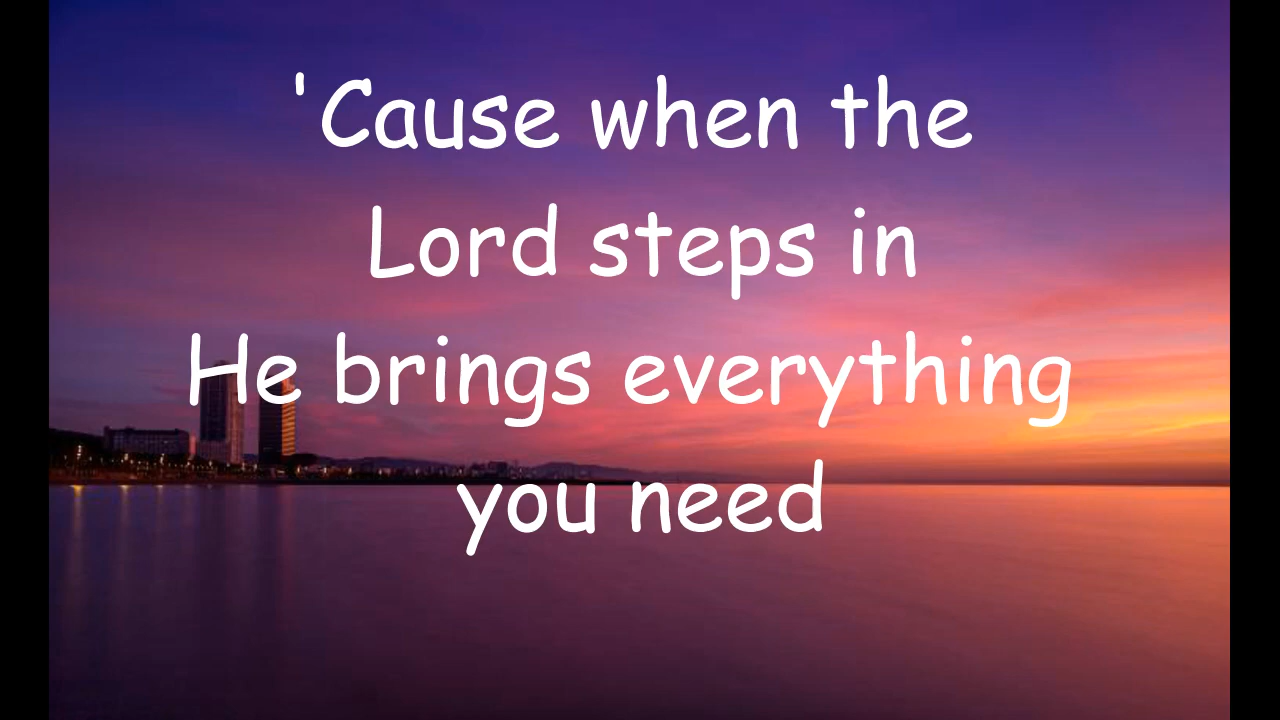 'Cause when the
Lord steps in
He brings everything
you need